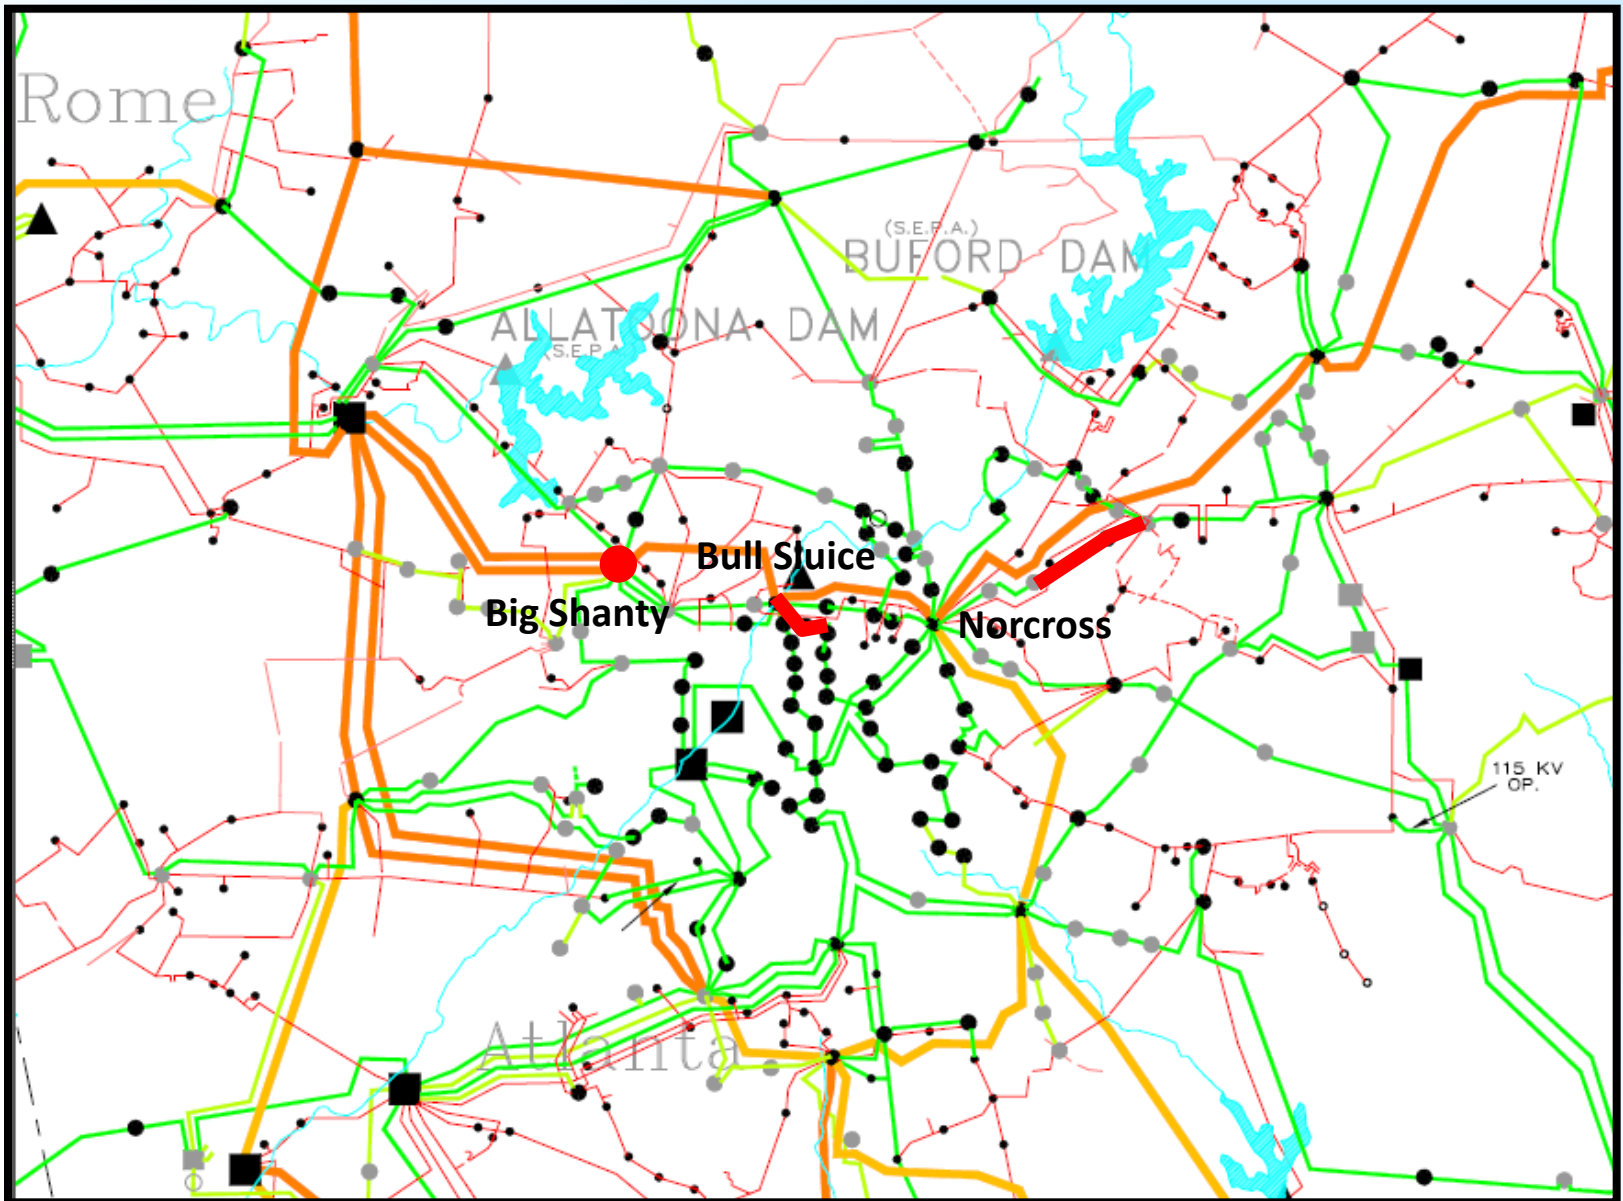 Rome
(S.E.P.A.)
BUFORD DAM
ALLATOONA DAM
(S.E.P.
Bull Sluice
Big Shanty
Norcross
115 KV
OP.
Atlanta